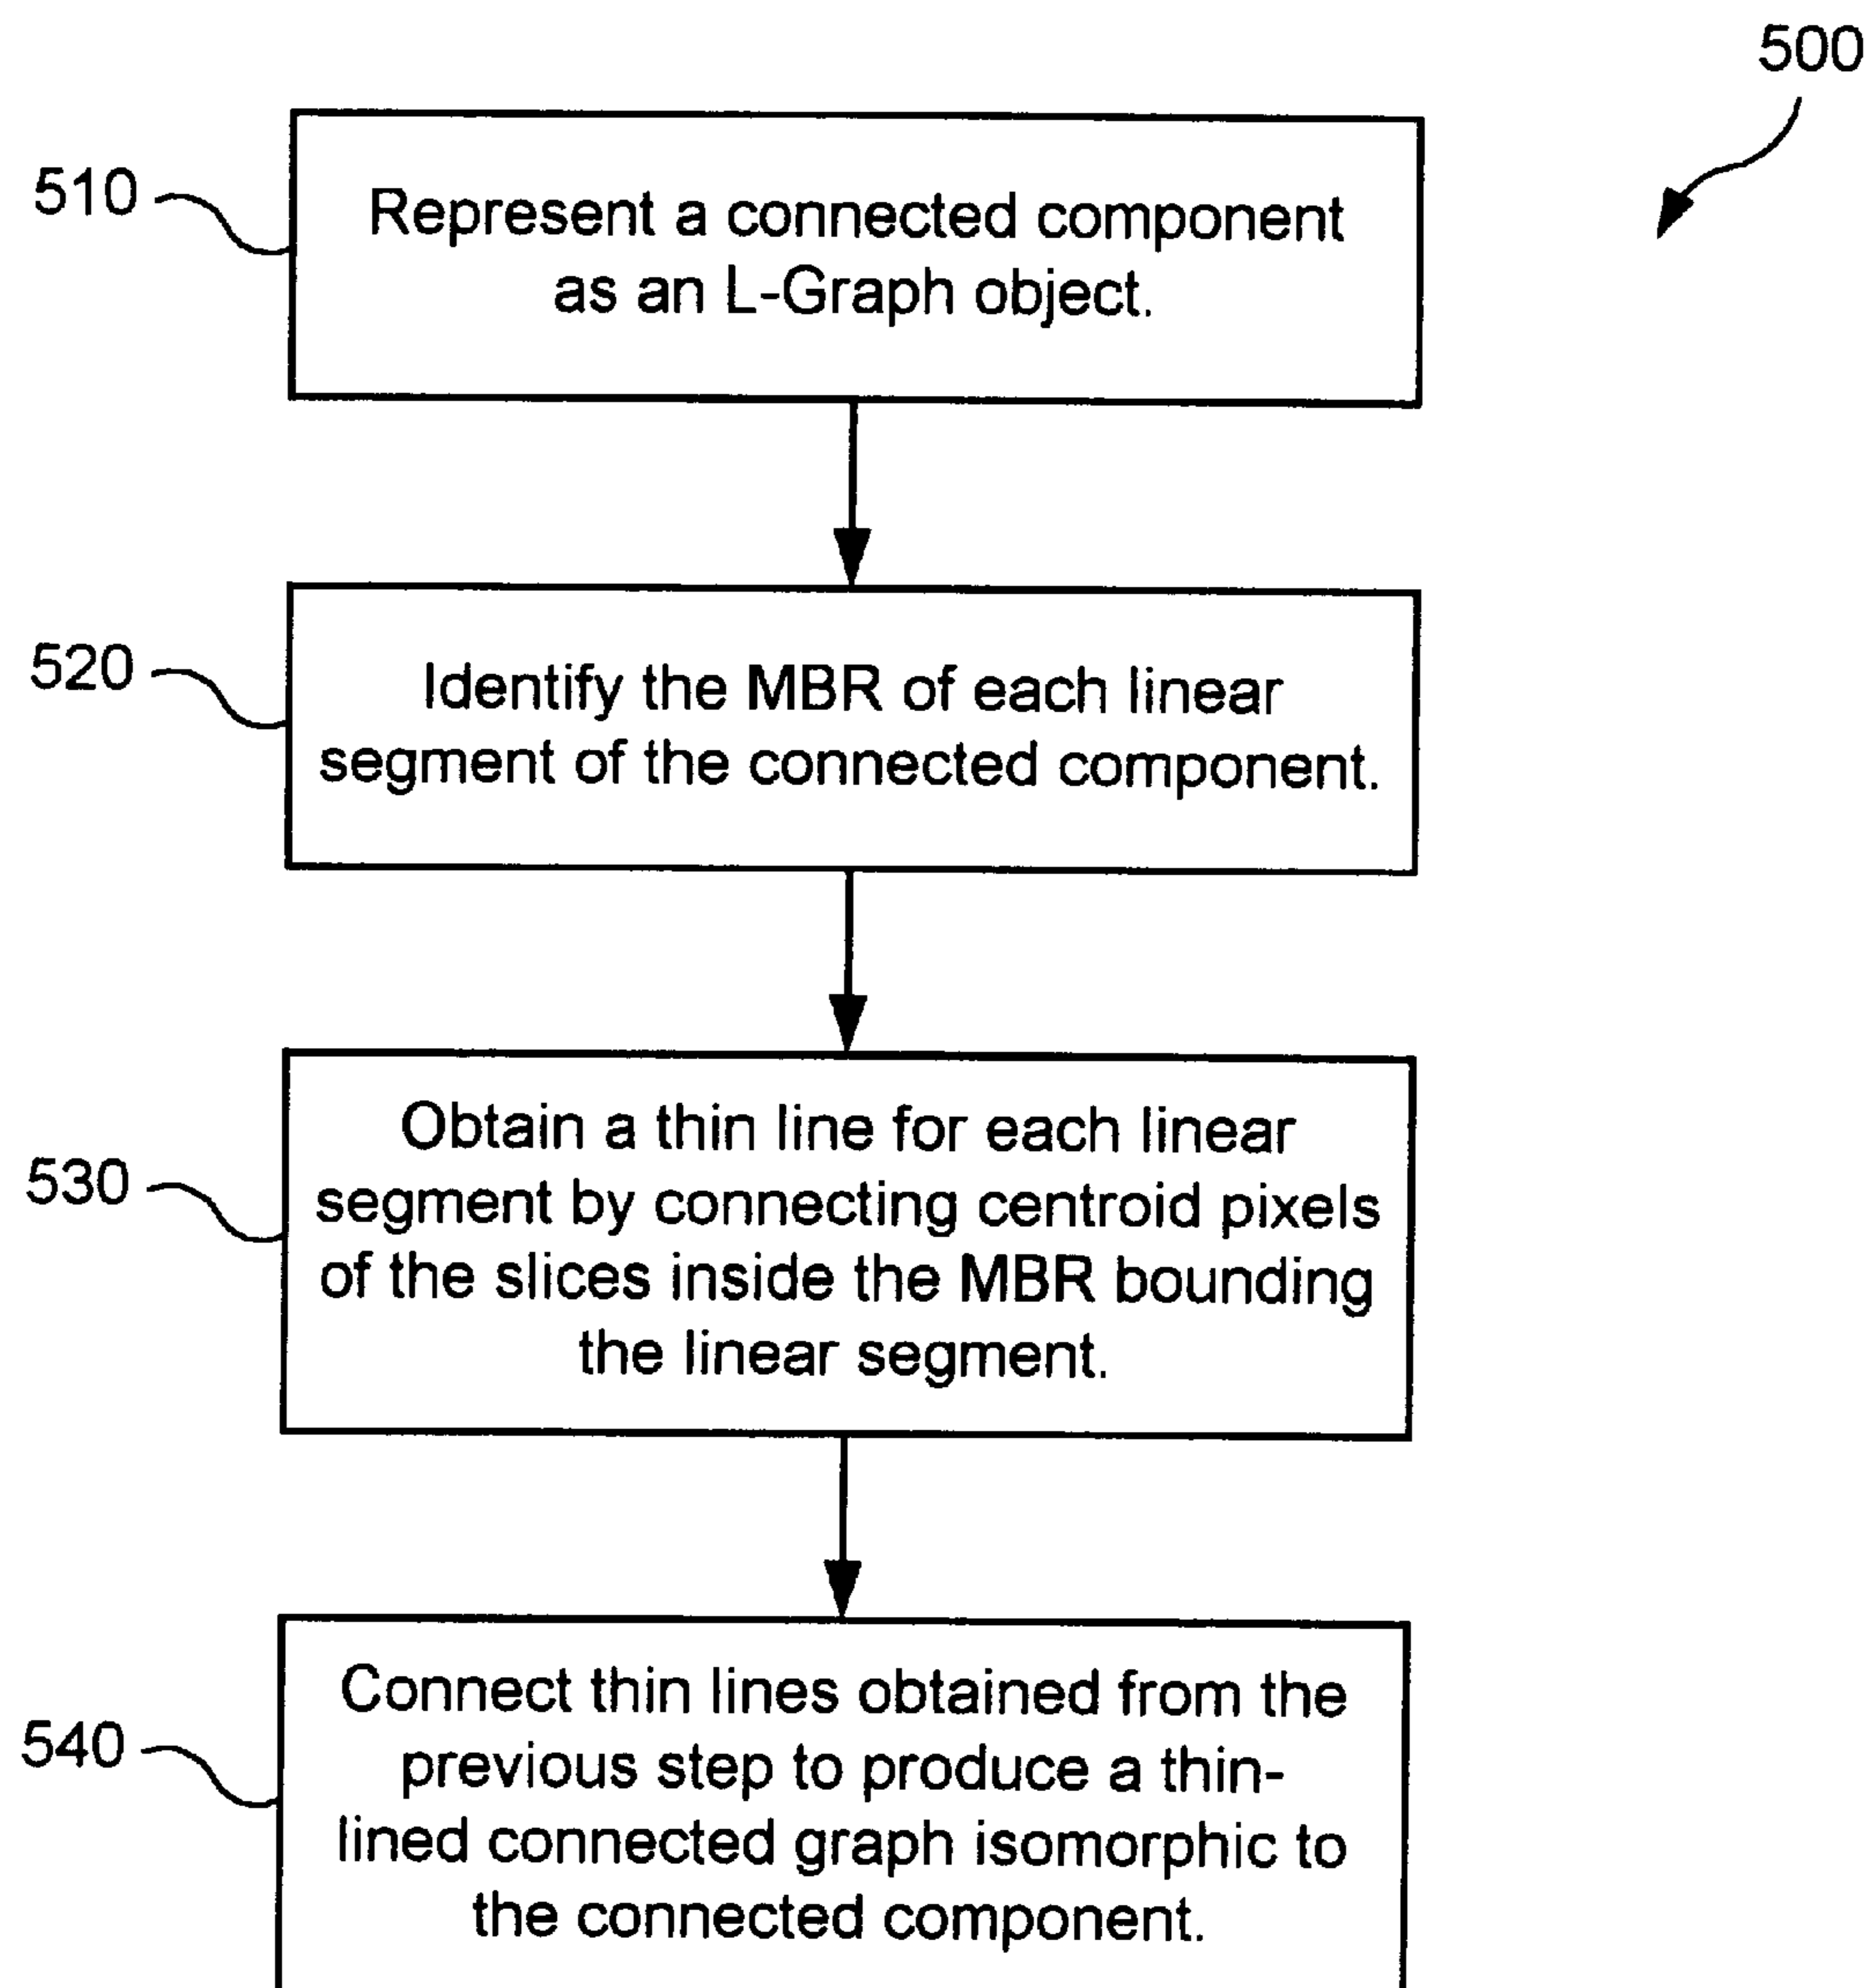 500
510
Represent a connected component
as an L-Graph object.
520
Identify the MBR of each linear
segment of the connected component.
530
Obtain a thin line for each linear
segment by connecting centroid pixels
of the slices inside the MBR bounding
the linear segment.
540
Connect thin lines obtained from the
previous step to produce a thin-
lined connected graph isomorphic to
the connected component.